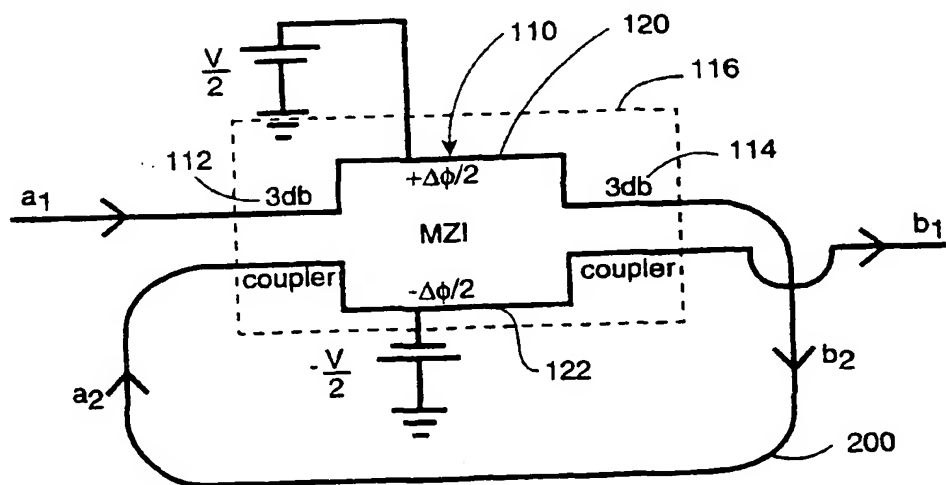 V
2
110
120
116
112
114
+Δϕ/2
3db
3db
a1
MZI
b1
coupler
coupler
-Δϕ/2
-V
2
122
b2
a2
200